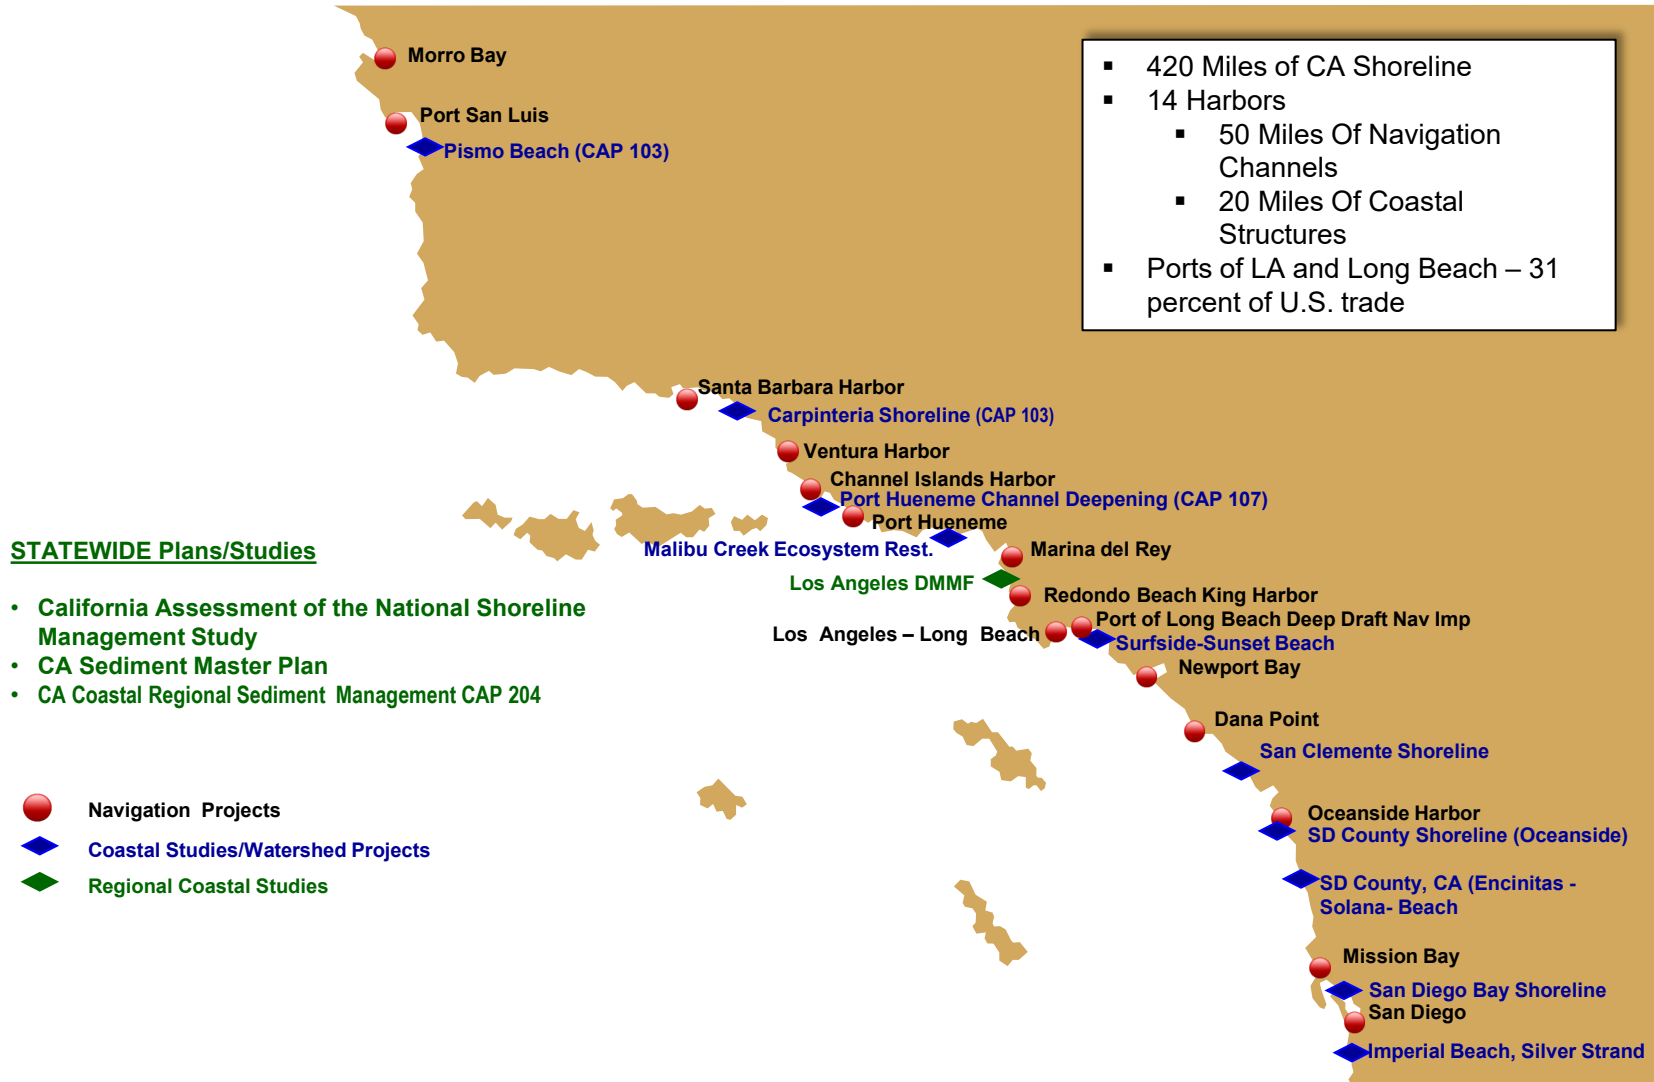 Morro Bay
Port San Luis
Pismo Beach (CAP 103)
▪ 420 Miles of CA Shoreline
▪ 14 Harbors
▪ 50 Miles Of Navigation
Channels
▪ 20 Miles Of Coastal
Structures
▪ Ports of LA and Long Beach – 31
percent of U.S. trade
Santa Barbara Harbor
Carpinteria Shoreline (CAP 103)
Ventura Harbor
Channel Islands Harbor
Port Hueneme Channel Deepening (CAP 107)
Port Hueneme
Malibu Creek Ecosystem Rest.
Marina del Rey
Los Angeles DMMF
Redondo Beach King Harbor
Port of Long Beach Deep Draft Nav Imp
Los Angeles – Long Beach
Surfside-Sunset Beach
Newport Bay
Dana Point
San Clemente Shoreline
Oceanside Harbor
SD County Shoreline (Oceanside)
SD County, CA (Encinitas -
Solana- Beach
Mission Bay
San Diego Bay Shoreline
San Diego
Imperial Beach, Silver Strand
STATEWIDE Plans/Studies
• California Assessment of the National Shoreline
Management Study
• CA Sediment Master Plan
• CA Coastal Regional Sediment Management CAP 204
Navigation Projects
Coastal Studies/Watershed Projects
Regional Coastal Studies